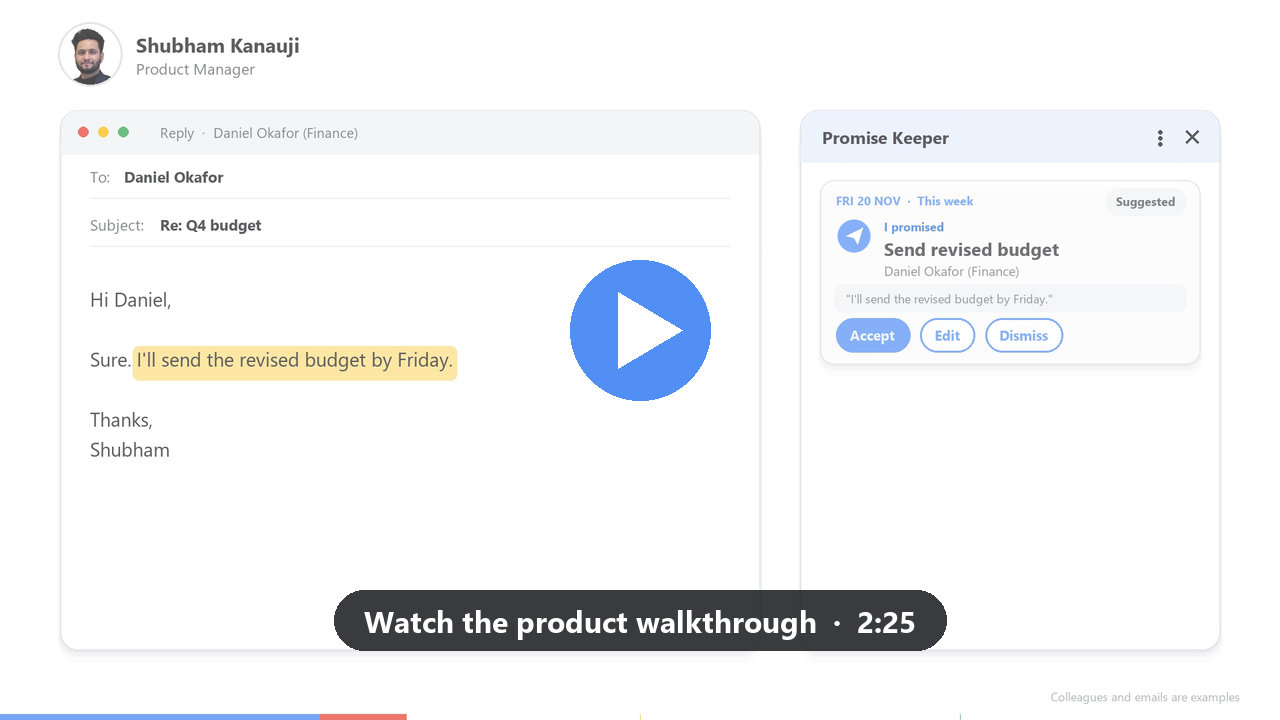 Shubham Kanauji
Product Manager
Reply · Daniel Okafor (Finance)
To: Daniel Okafor
Subject: Re: Q4 budget
Hi Daniel,
Sure. I'll send the revised budget by Friday.
Thanks,
Shubham
Promise Keeper
FRI 20 NOV · This week
Suggested
I promised
Send revised budget
Daniel Okafor (Finance)
"I'll send the revised budget by Friday."
Accept
Edit
Dismiss
Watch the product walkthrough · 2:25
Colleagues and emails are examples